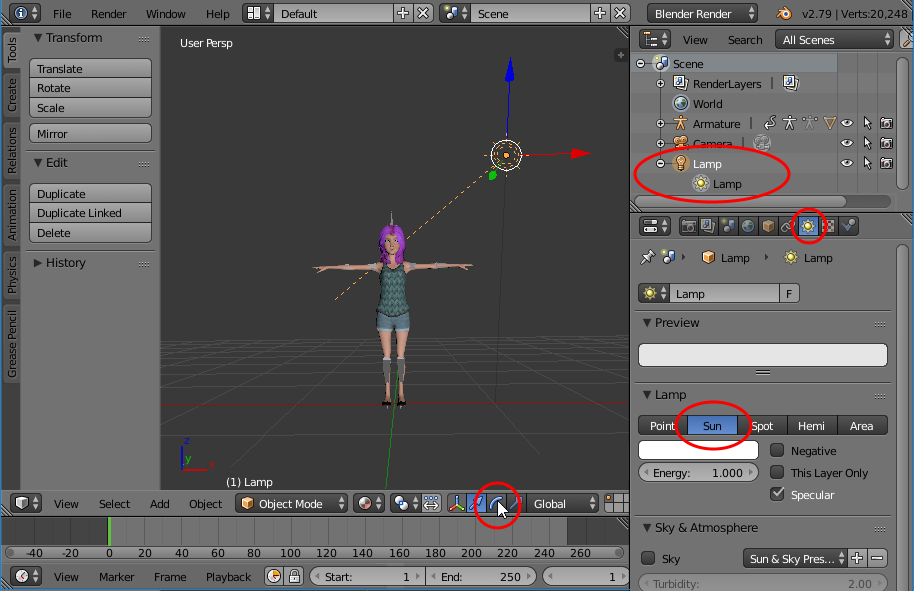 File Render Window Help Default Scene Blender Render v2.79 | Verts:20,248
Tools
Create
Relations
Animation
Physics
Grease Pencil
Transform
Translate
Rotate
Scale
Mirror
Edit
Duplicate
Duplicate Linked
Delete
History
User Persp
z
y
x
(1) Lamp
View Select Add Object Object Mode Global
-40 -20 0 20 40 60 80 100 120 140 160 180 200 220 240 260
View Marker Frame Playback Start: 1 End: 250 1
View Search All Scenes
Scene
RenderLayers |
World
Armature |
Camera |
Lamp
Lamp
Lamp Lamp
Lamp F
Preview
Lamp
Point Sun Spot Hemi Area
Negative
Energy: 1.000 This Layer Only
Specular
Sky & Atmosphere
Sky Sun & Sky Pres...
Turbidity: 2.00